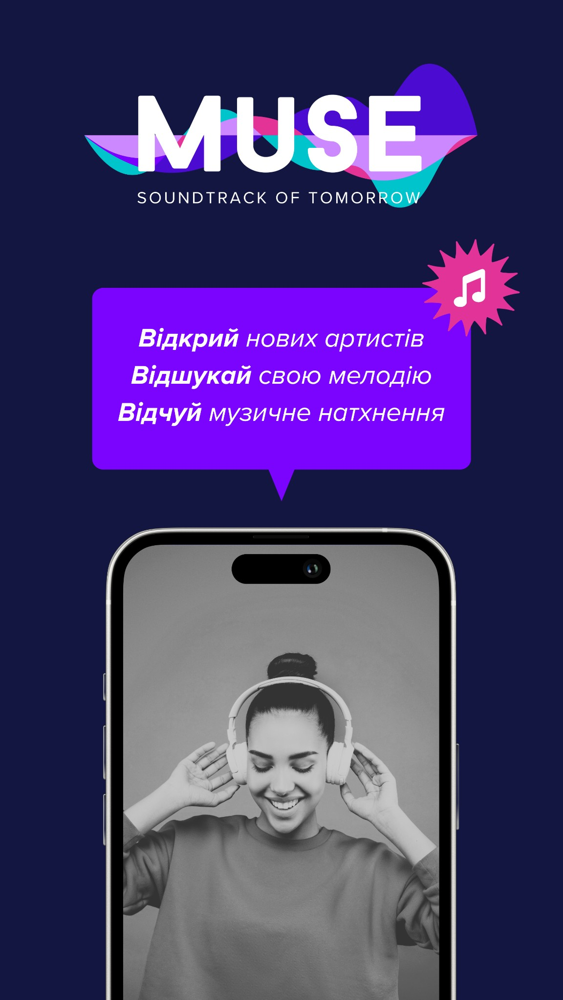 MUSE
SOUNDTRACK OF TOMORROW
Відкрий нових артистів
Відшукай свою мелодію
Відчуй музичне натхнення